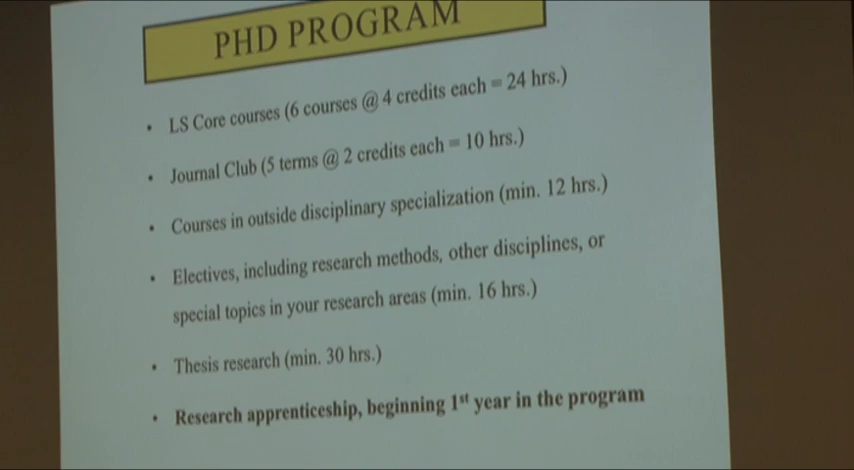 PHD PROGRAM
• LS Core courses (6 courses @ 4 credits each = 24 hrs.)
• Journal Club (5 terms @ 2 credits each = 10 hrs.)
• Courses in outside disciplinary specialization (min. 12 hrs.)
• Electives, including research methods, other disciplines, or
special topics in your research areas (min. 16 hrs.)
• Thesis research (min. 30 hrs.)
• Research apprenticeship, beginning 1st year in the program